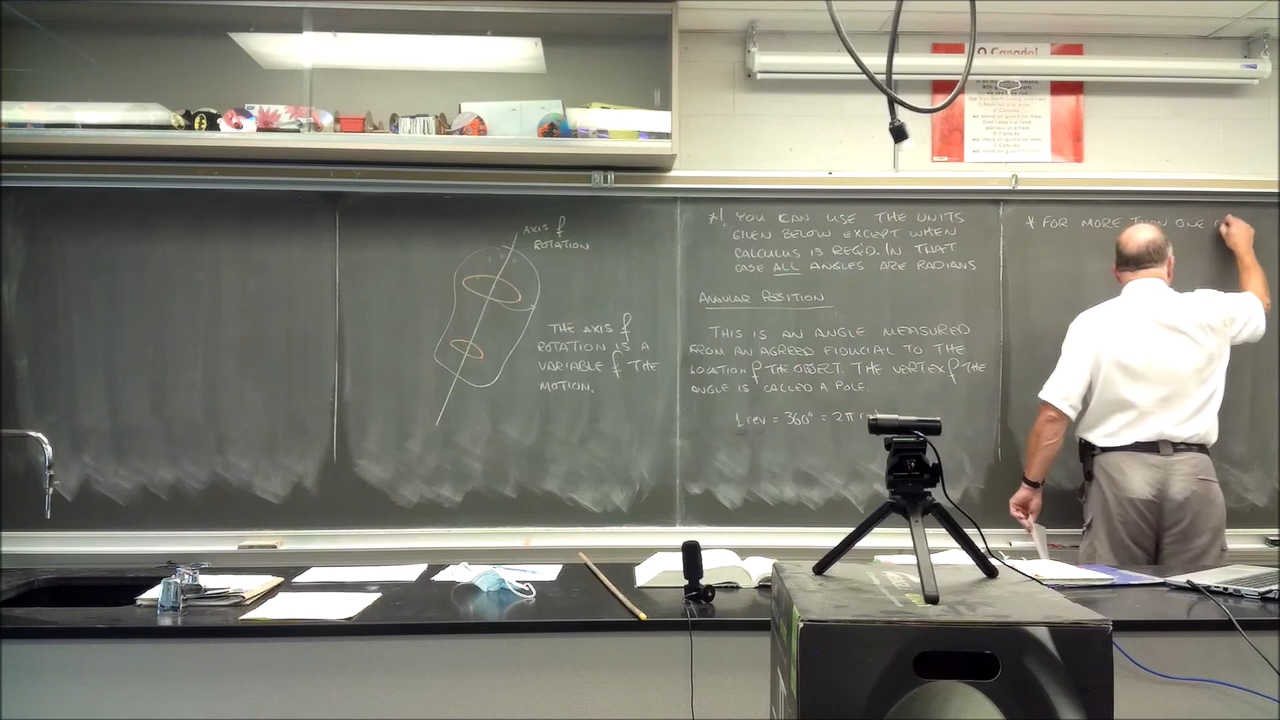 O Canada!
AXIS of
ROTATION
THE AXIS of
ROTATION IS A
VARIABLE of THE
MOTION.
*! YOU CAN USE THE UNITS
GIVEN BELOW EXCEPT WHEN
CALCULUS IS REQ'D. IN THAT
CASE ALL ANGLES ARE RADIANS
ANGULAR POSITION
THIS IS AN ANGLE MEASURED
FROM AN AGREED FIDUCIAL TO THE
LOCATION of THE OBJECT. THE VERTEX of THE
ANGLE IS CALLED A POLE.
1 rev = 360° = 2π
* FOR MORE THAN ONE